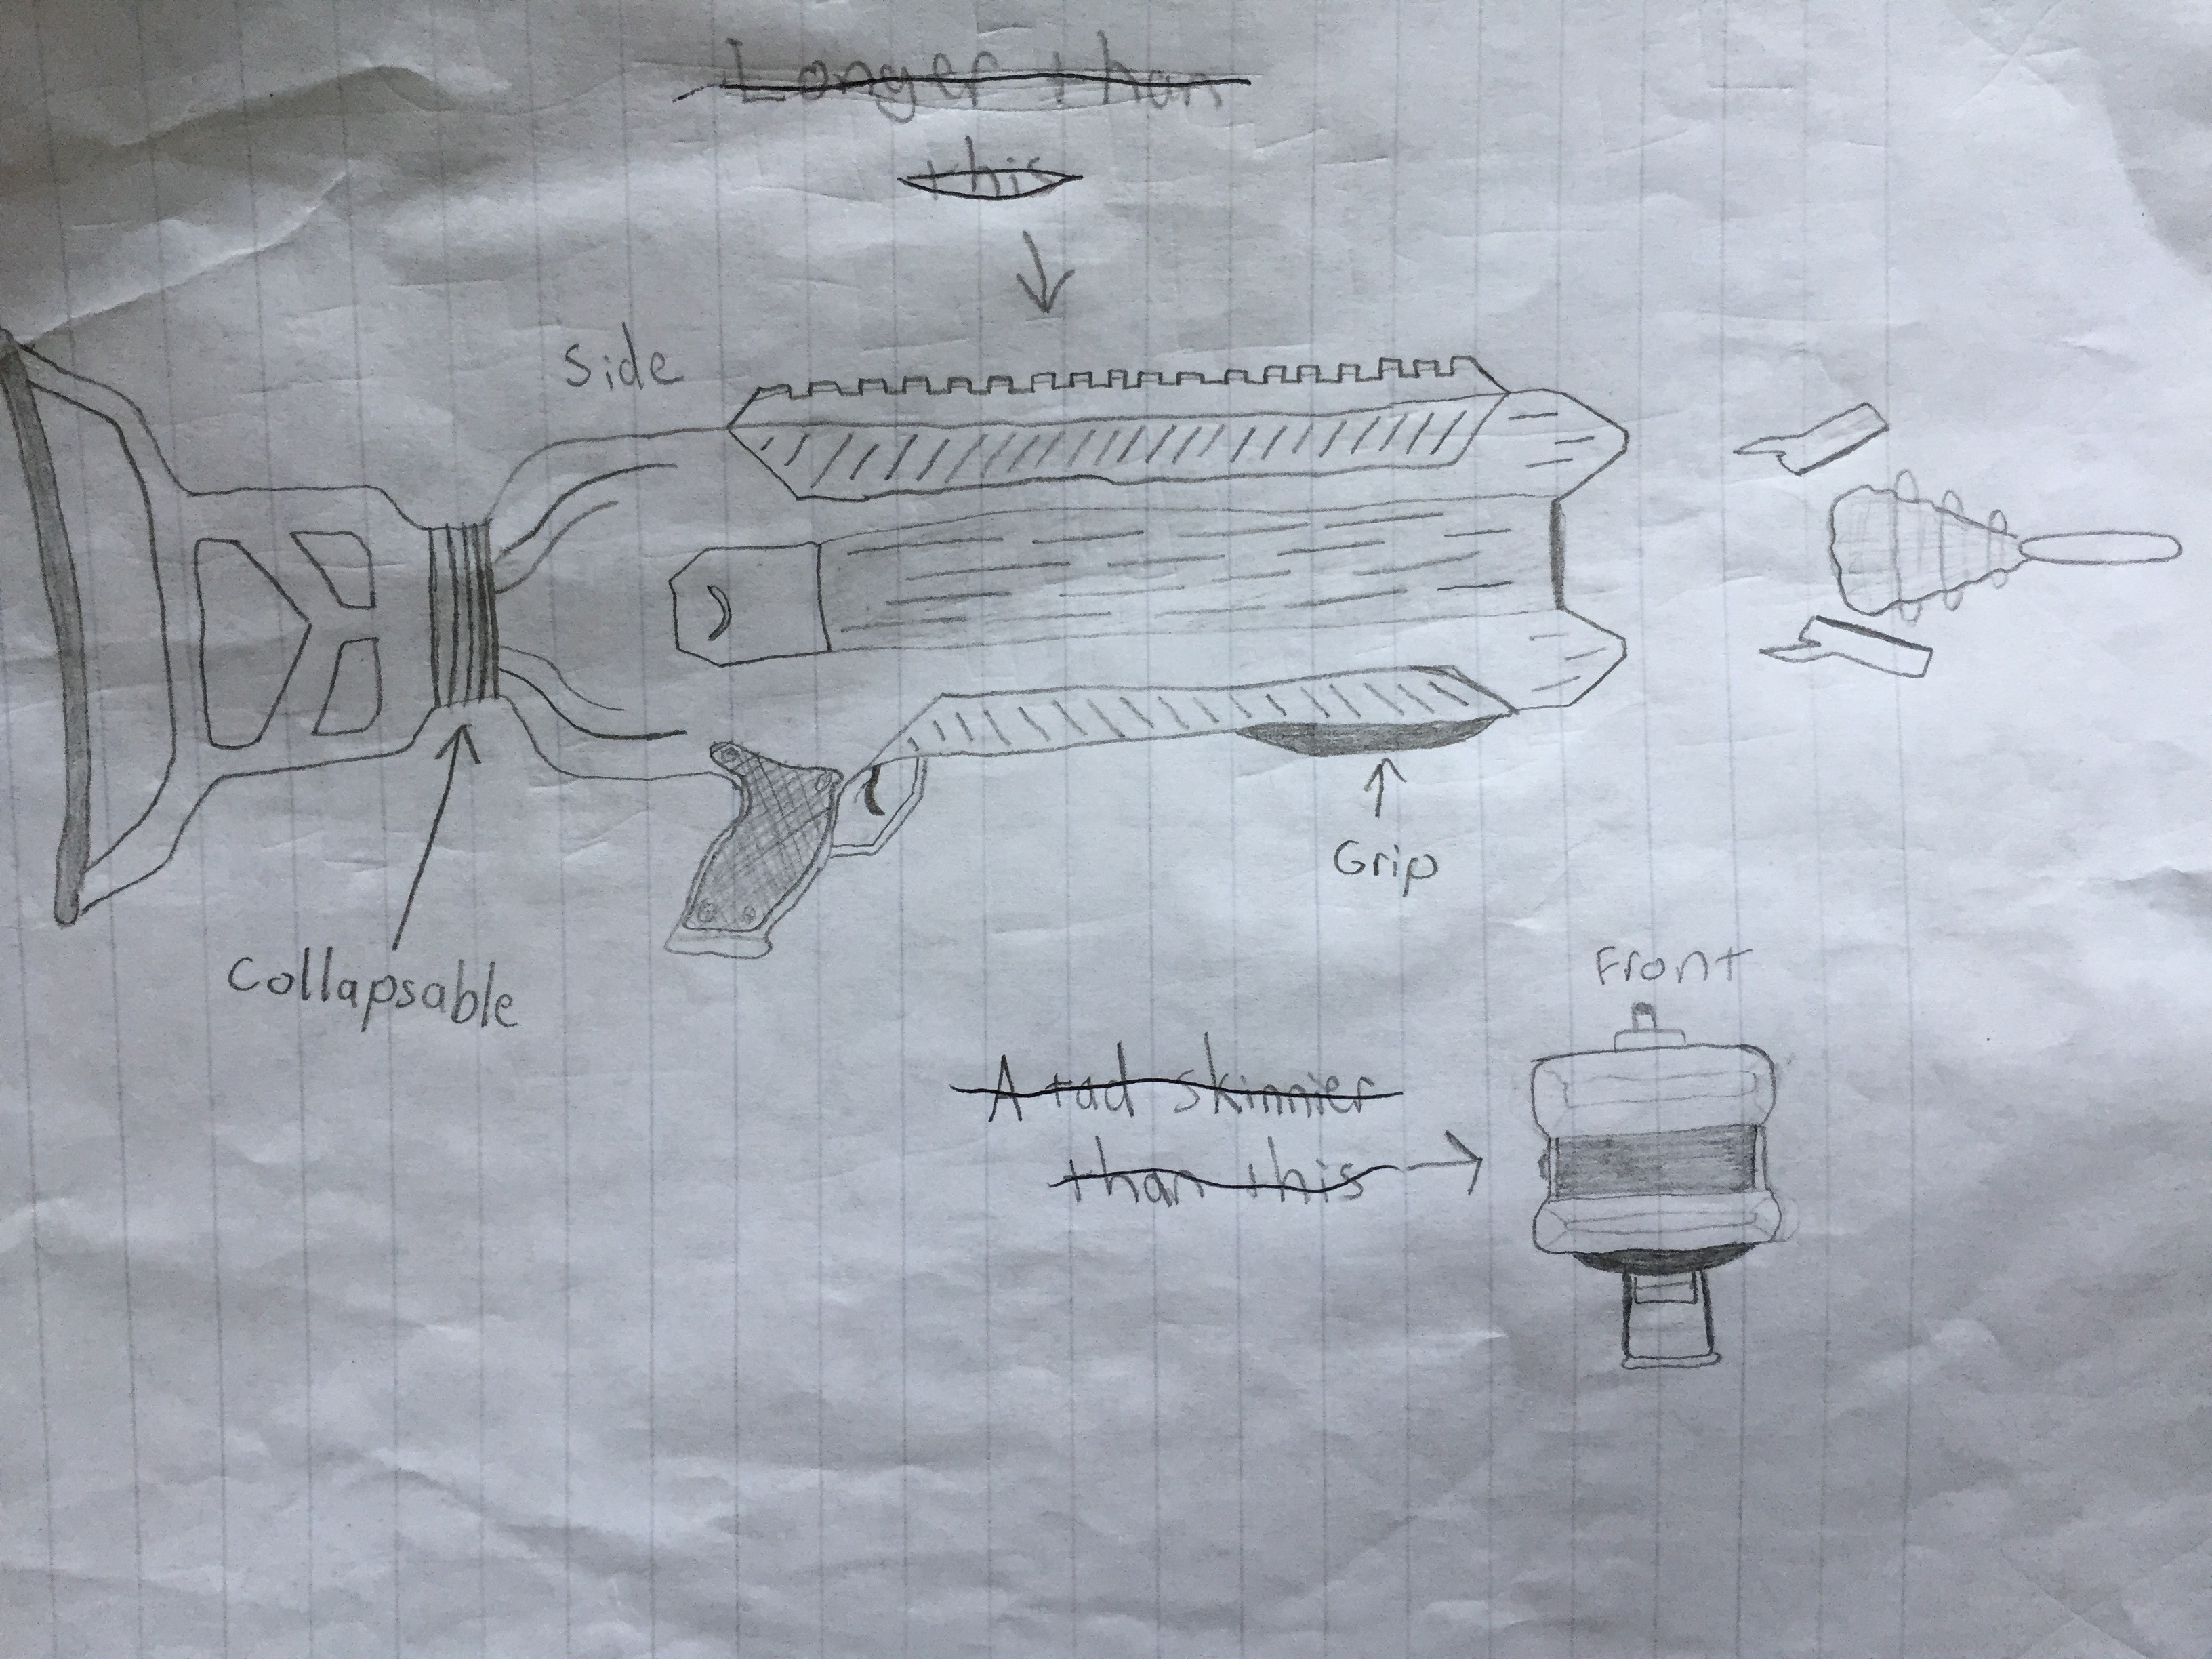 Longer than
this
Side
Grip
Collapsable
Front
A tad skinnier
than this